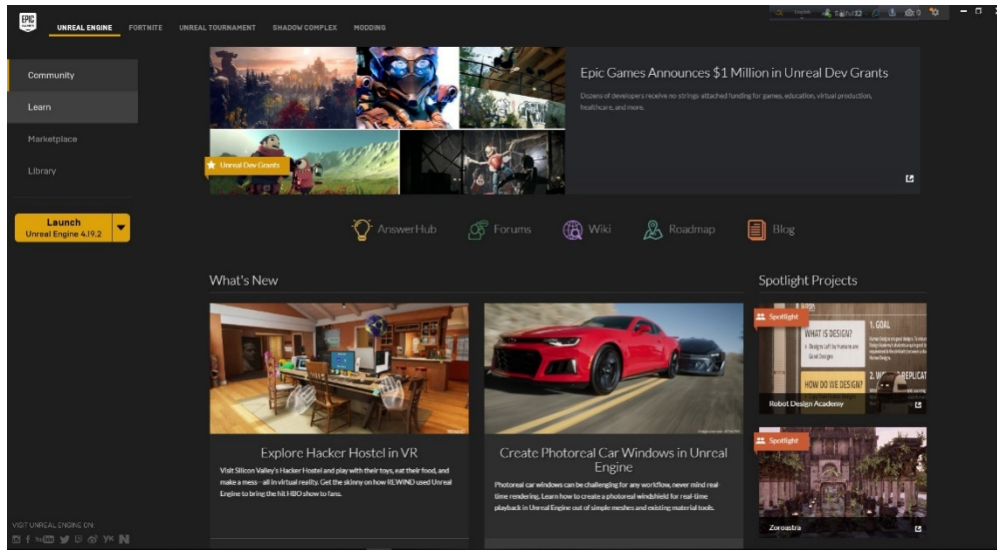 EPIC GAMES
UNREAL ENGINE
FORTNITE
UNREAL TOURNAMENT
SHADOW COMPLEX
MODDING
Community
Learn
Marketplace
Library
Launch
Unreal Engine 4.19.2
Unreal Dev Grants
Epic Games Announces $1 Million in Unreal Dev Grants
Dozens of developers receive no-strings-attached funding for games, education, virtual production,
healthcare, and more.
AnswerHub
Forums
Wiki
Roadmap
Blog
What's New
Explore Hacker Hostel in VR
Visit Silicon Valley's Hacker Hostel and play with their toys, eat their food, and
make a mess—all in virtual reality. Get the skinny on how REWIND used Unreal
Engine to bring the hit HBO show to fans.
Create Photoreal Car Windows in Unreal
Engine
Photoreal car windows can be challenging for any workflow, never mind real-
time rendering. Learn how to create a photoreal windshield for real-time
playback in Unreal Engine out of simple meshes and existing material tools.
Spotlight Projects
Spotlight
WHAT IS DESIGN?
1. GOAL
HOW DO WE DESIGN?
Robot Design Academy
Spotlight
Zoroastra
VISIT UNREAL ENGINE ON: